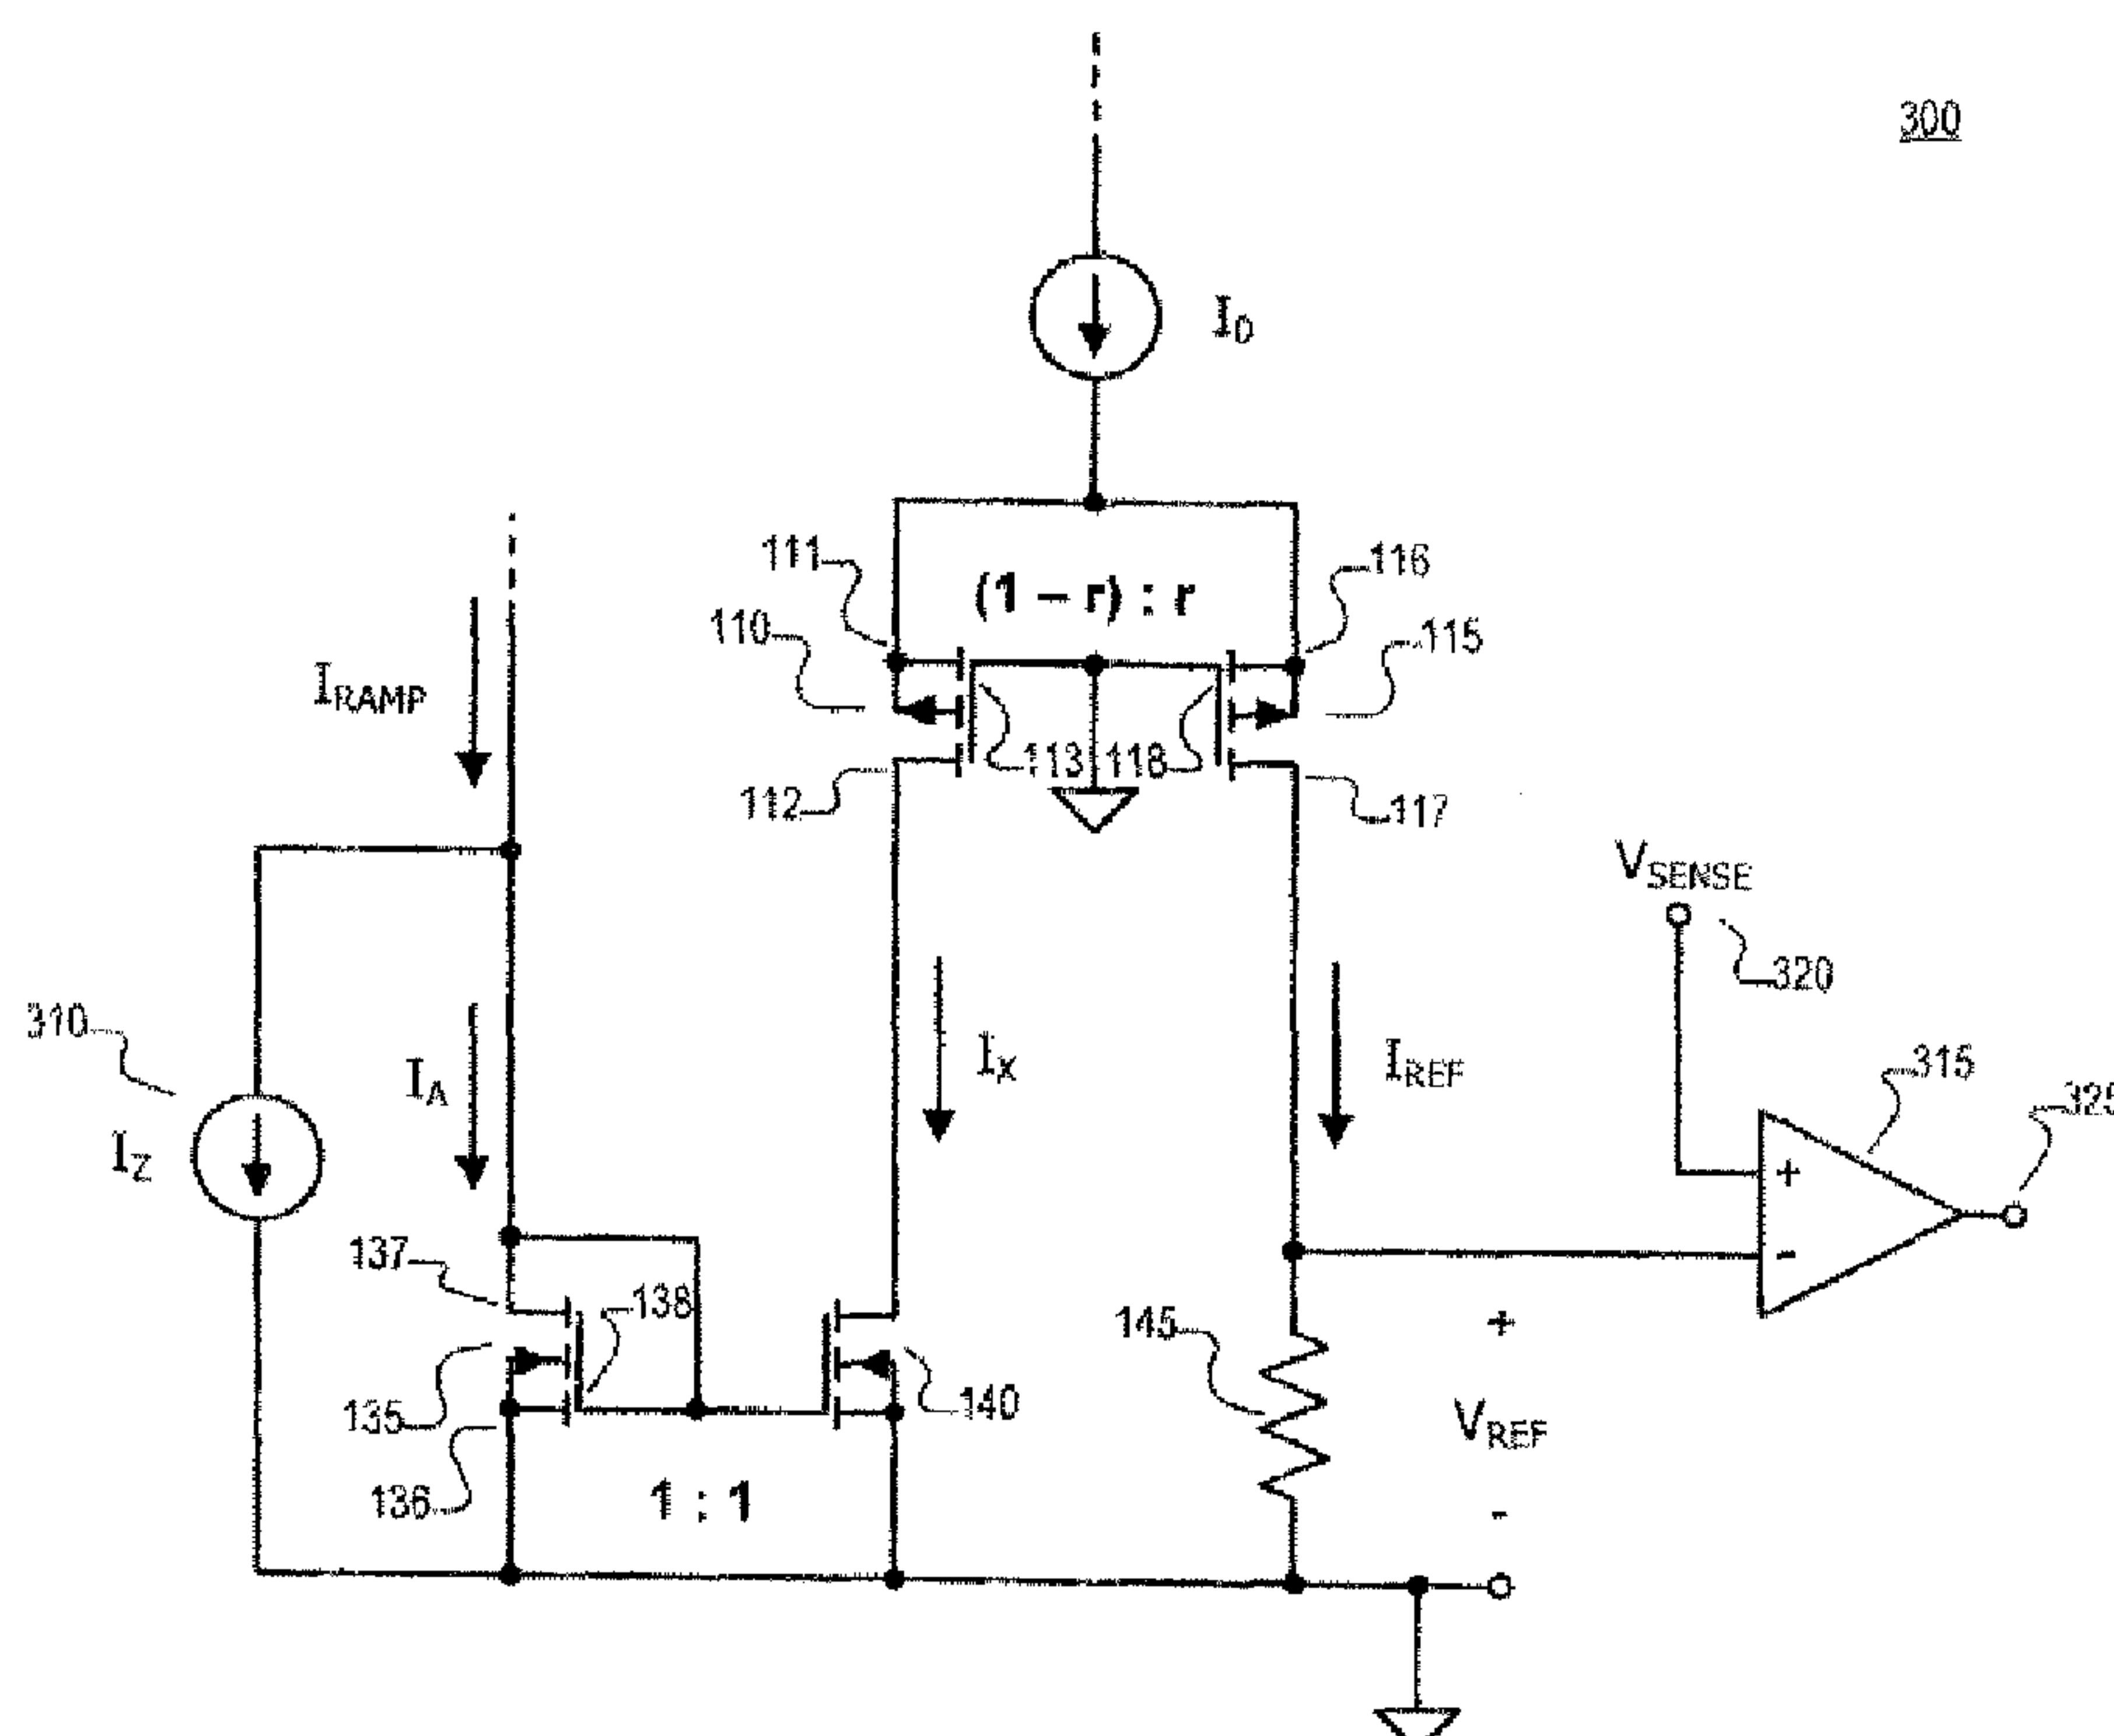 300
I0
111
(1 – r) : r
116
110
115
IRAMP
113
118
112
117
VSENSE
320
310
IA
IX
IREF
315
325
IZ
137
138
145
+
-
+
135
140
VREF
136
1 : 1
-